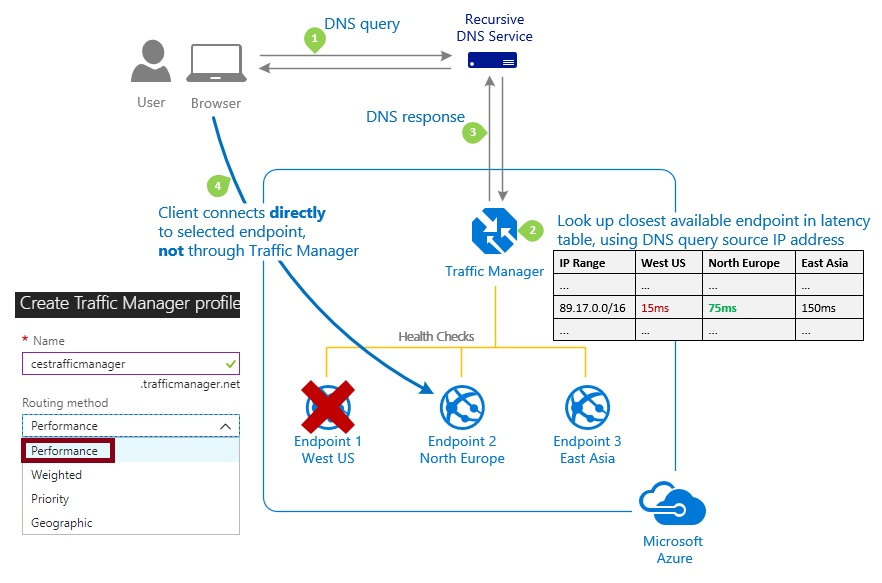 1
DNS query
Recursive
DNS Service
User
Browser
DNS response
3
4
Client connects directly
to selected endpoint,
not through Traffic Manager
2
Look up closest available endpoint in latency
table, using DNS query source IP address
Traffic Manager
IP Range West US North Europe East Asia
... ... ... ...
89.17.0.0/16 15ms 75ms 150ms
... ... ... ...
Health Checks
Endpoint 1
West US
Endpoint 2
North Europe
Endpoint 3
East Asia
Microsoft
Azure
Create Traffic Manager profile
* Name
cestrafficmanager
.trafficmanager.net
Routing method
Performance
Performance
Weighted
Priority
Geographic